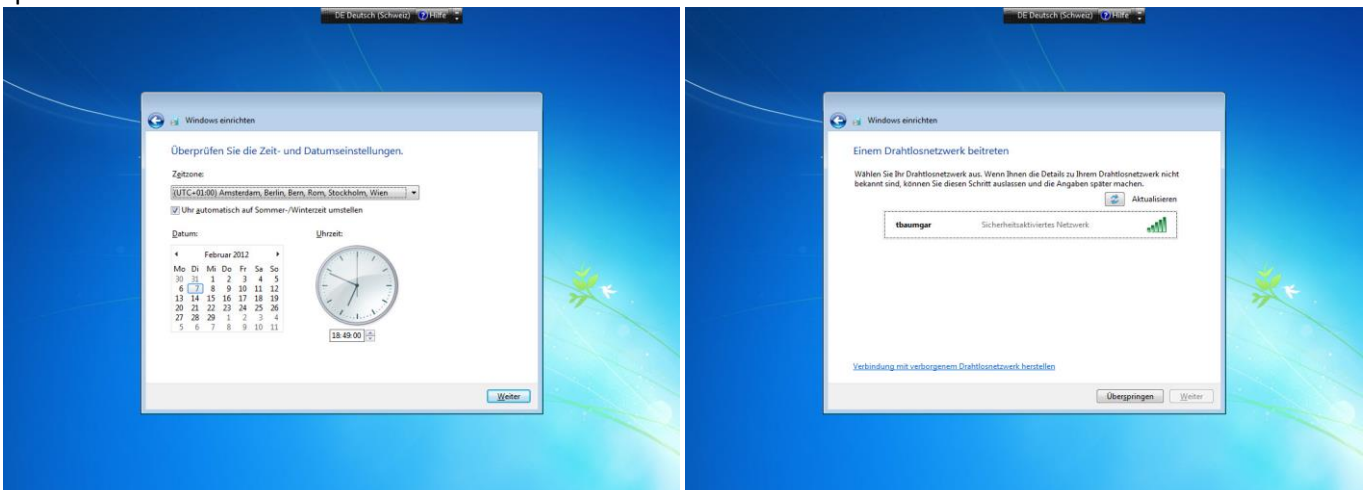 DE Deutsch (Schweiz) Hilfe
Windows einrichten
Überprüfen Sie die Zeit- und Datumseinstellungen.
Zeitzone:
(UTC+01:00) Amsterdam, Berlin, Bern, Rom, Stockholm, Wien
Uhr automatisch auf Sommer-/Winterzeit umstellen
Datum: Uhrzeit:
Februar 2012
Mo Di Mi Do Fr Sa So
30 31 1 2 3 4 5
6 7 8 9 10 11 12
13 14 15 16 17 18 19
20 21 22 23 24 25 26
27 28 29 1 2 3 4
5 6 7 8 9 10 11
18:49:00
Weiter
DE Deutsch (Schweiz) Hilfe
Windows einrichten
Einem Drahtlosnetzwerk beitreten
Wählen Sie Ihr Drahtlosnetzwerk aus. Wenn Ihnen die Details zu Ihrem Drahtlosnetzwerk nicht
bekannt sind, können Sie diesen Schritt auslassen und die Angaben später machen.
Aktualisieren
tbaumgar Sicherheitsaktiviertes Netzwerk
Verbindung mit verborgenem Drahtlosnetzwerk herstellen
Überspringen Weiter